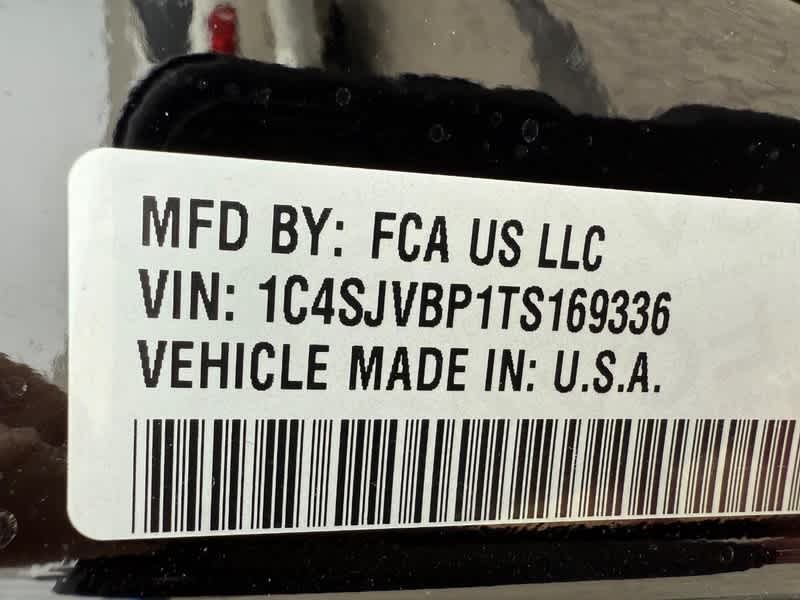 MFD BY: FCA US LLC
VIN: 1C4SJVBP1TS169336
VEHICLE MADE IN: U.S.A.